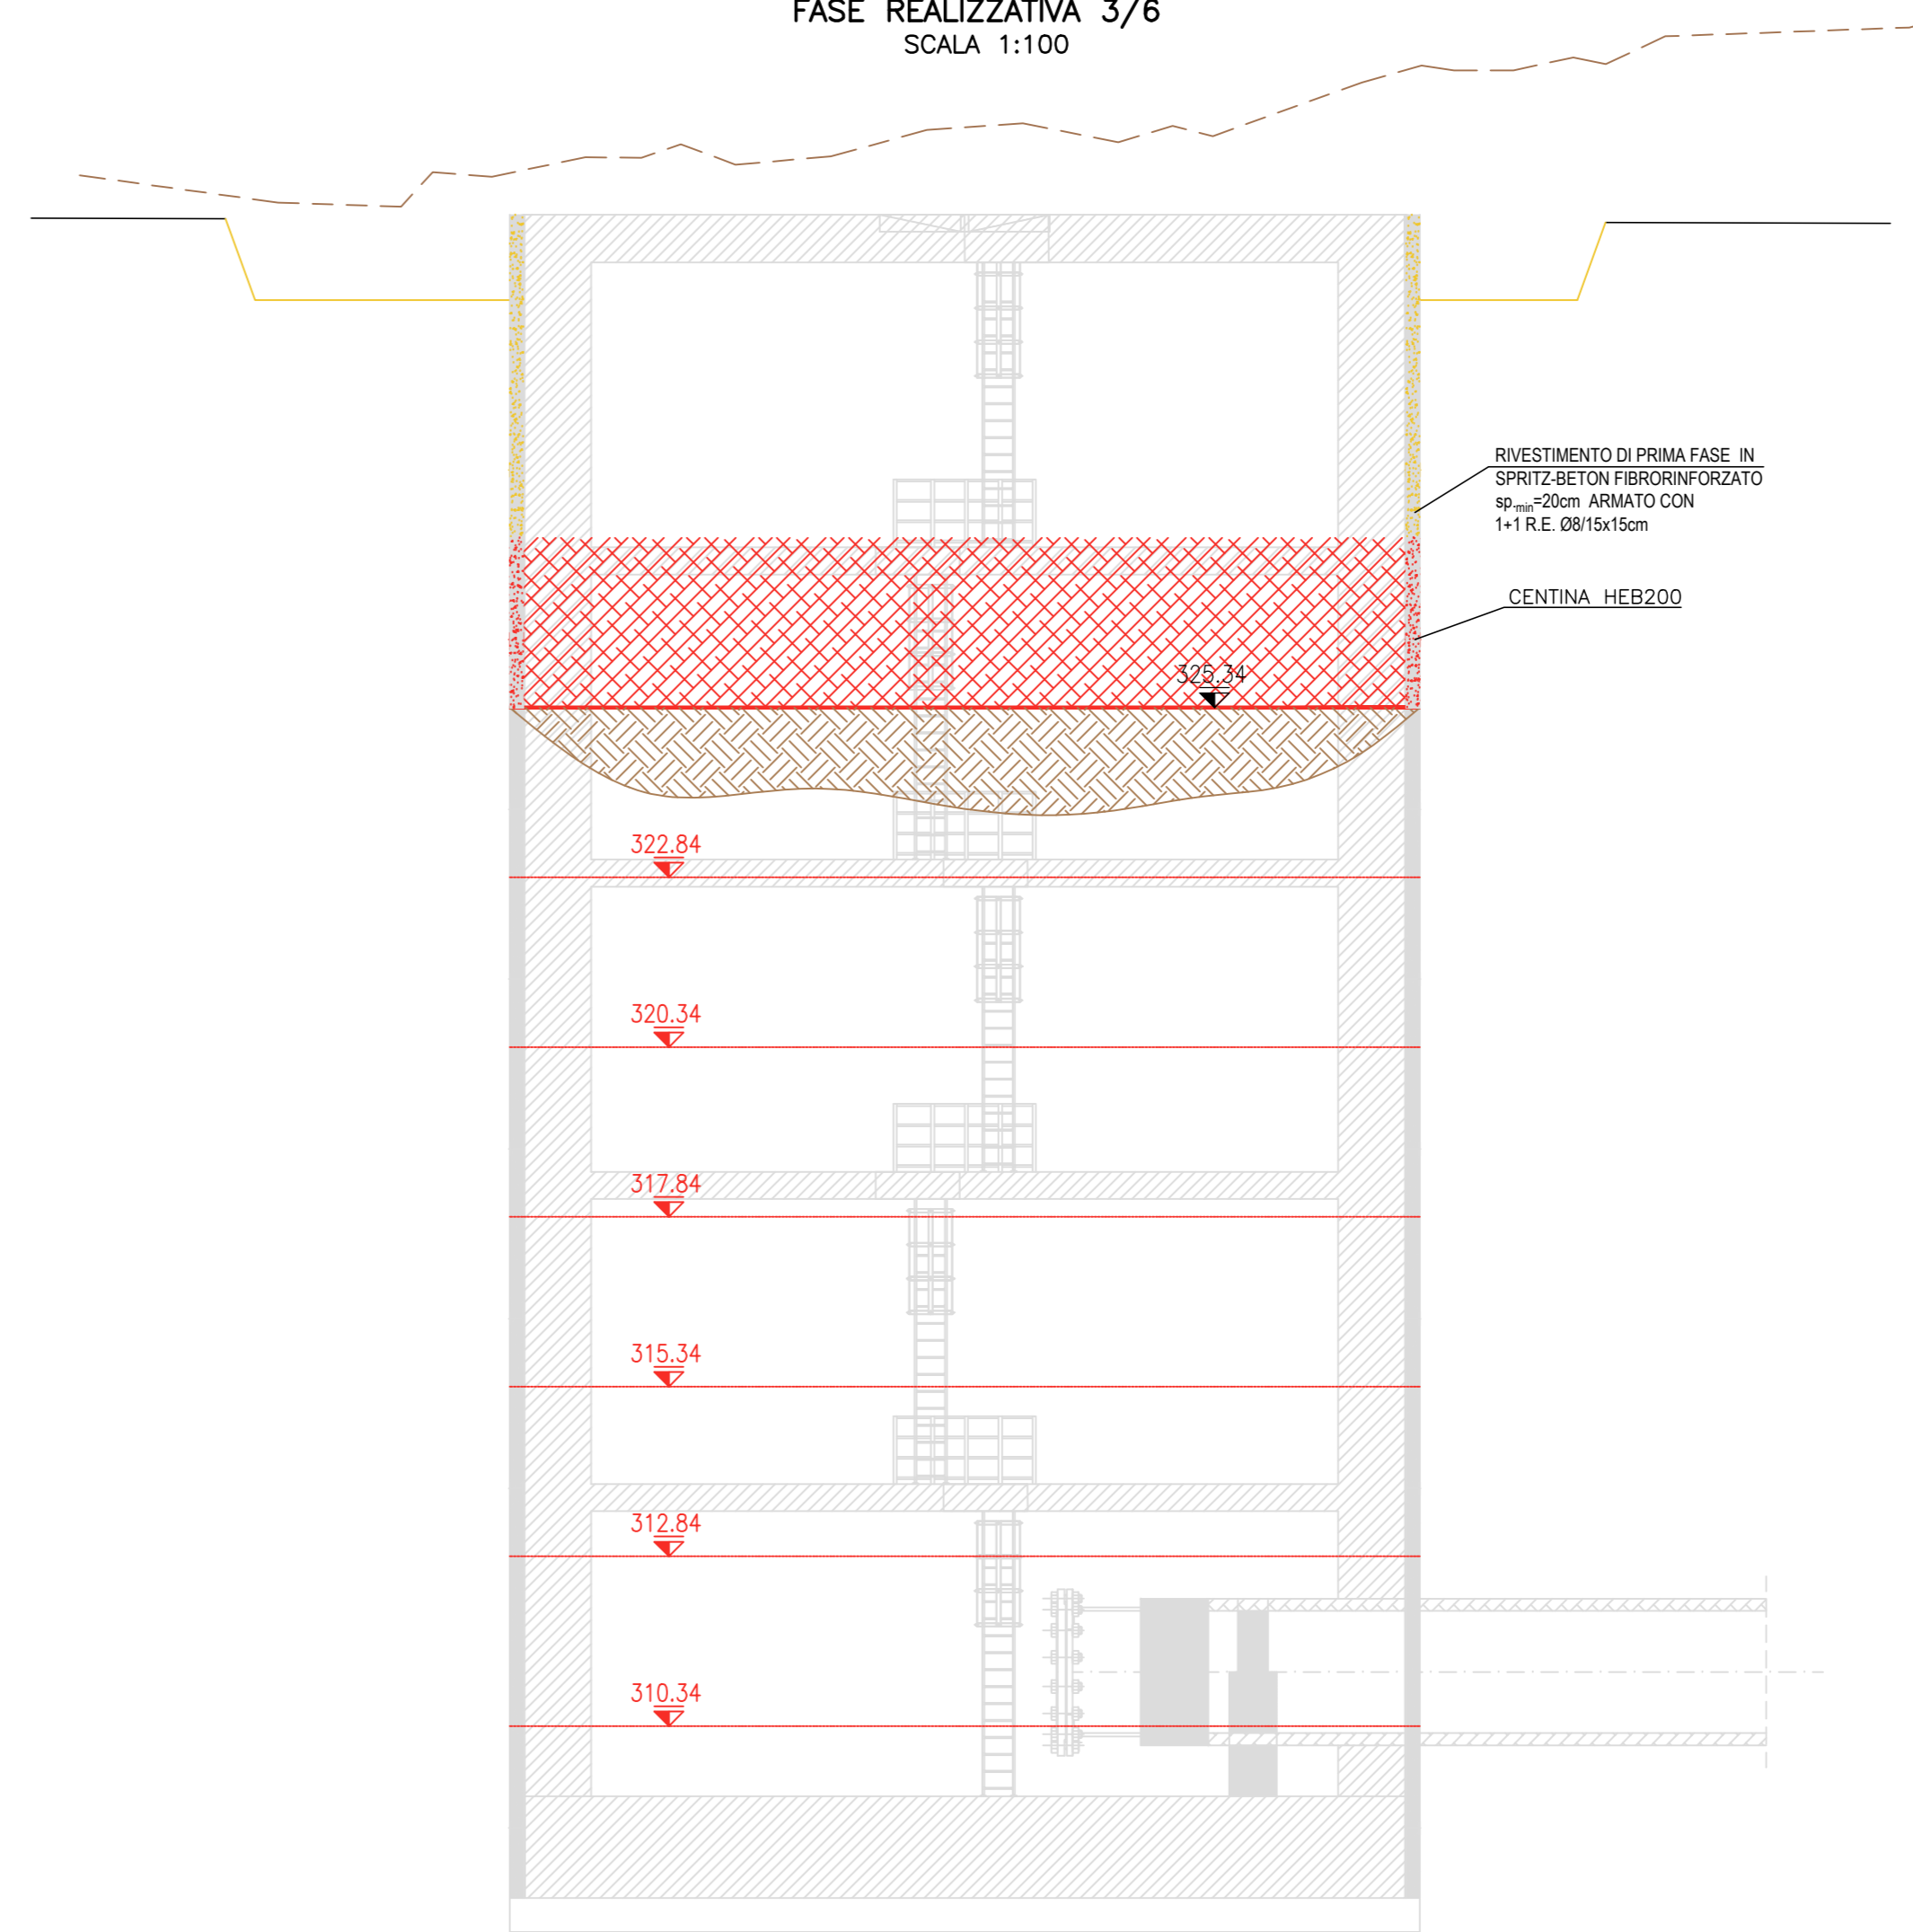 FASE REALIZZATIVA 3/6
SCALA 1:100
RIVESTIMENTO DI PRIMA FASE IN
SPRITZ-BETON FIBRORINFORZATO
sp.min=20cm ARMATO CON
1+1 R.E. Ø8/15x15cm
CENTINA HEB200
325.34
322.84
320.34
317.84
315.34
312.84
310.34